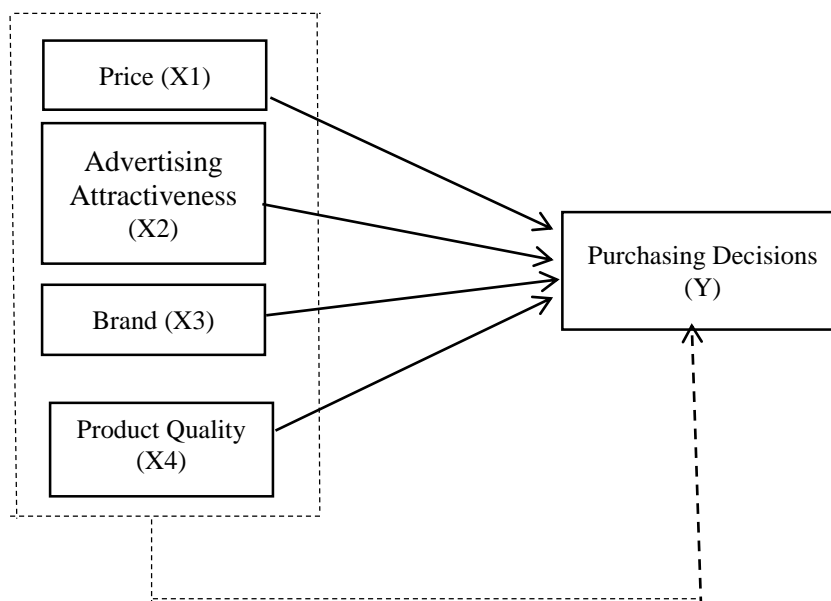 Price (X1)
Advertising
Attractiveness
(X2)
Purchasing Decisions
(Y)
Brand (X3)
Product Quality
(X4)